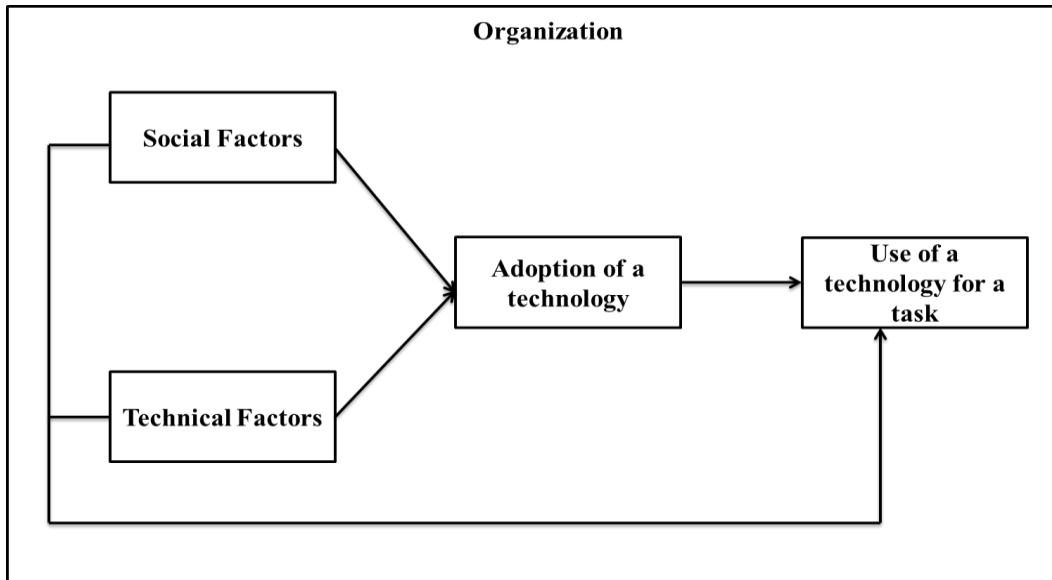 Organization
Social Factors
Adoption of a
technology
Use of a
technology for a
task
Technical Factors